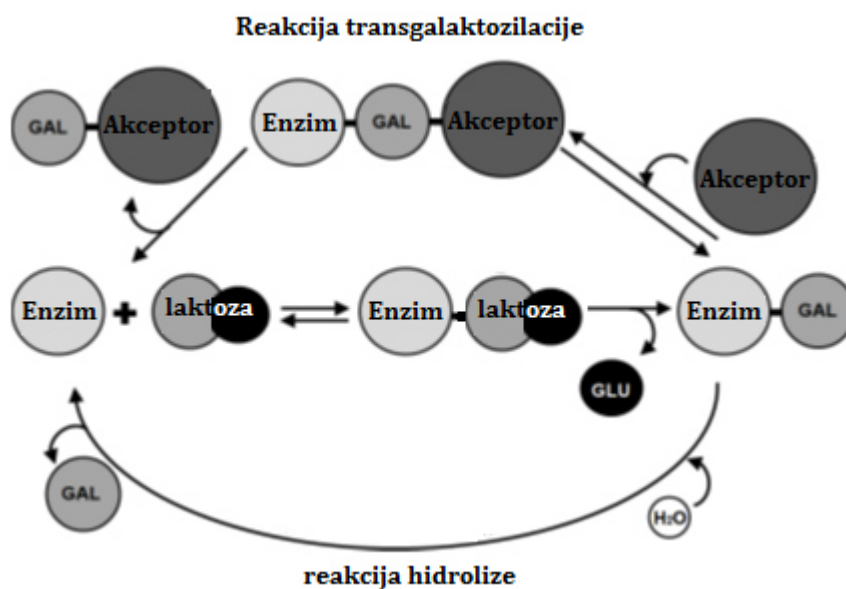 Reakcija transgalaktozilacije
GAL
Akceptor
Enzim
GAL
Akceptor
Akceptor
Enzim
+
laktoza
Enzim
laktoza
Enzim
GAL
GLU
GAL
H₂O
reakcija hidrolize